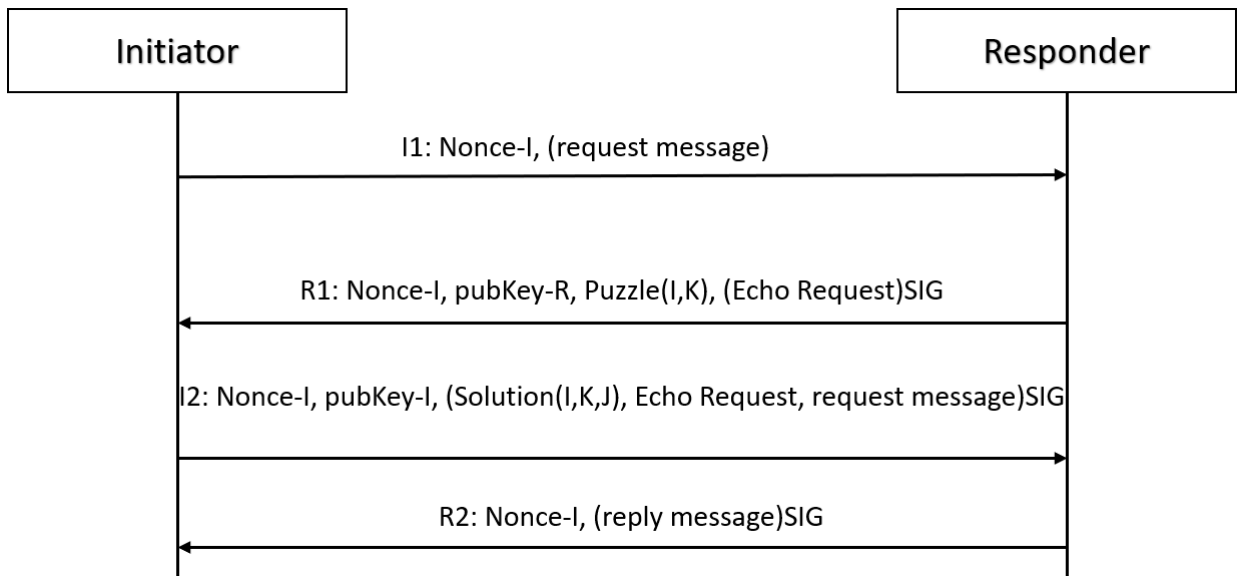 Initiator
Responder
I1: Nonce-I, (request message)
R1: Nonce-I, pubKey-R, Puzzle(I,K), (Echo Request)SIG
I2: Nonce-I, pubKey-I, (Solution(I,K,J), Echo Request, request message)SIG
R2: Nonce-I, (reply message)SIG